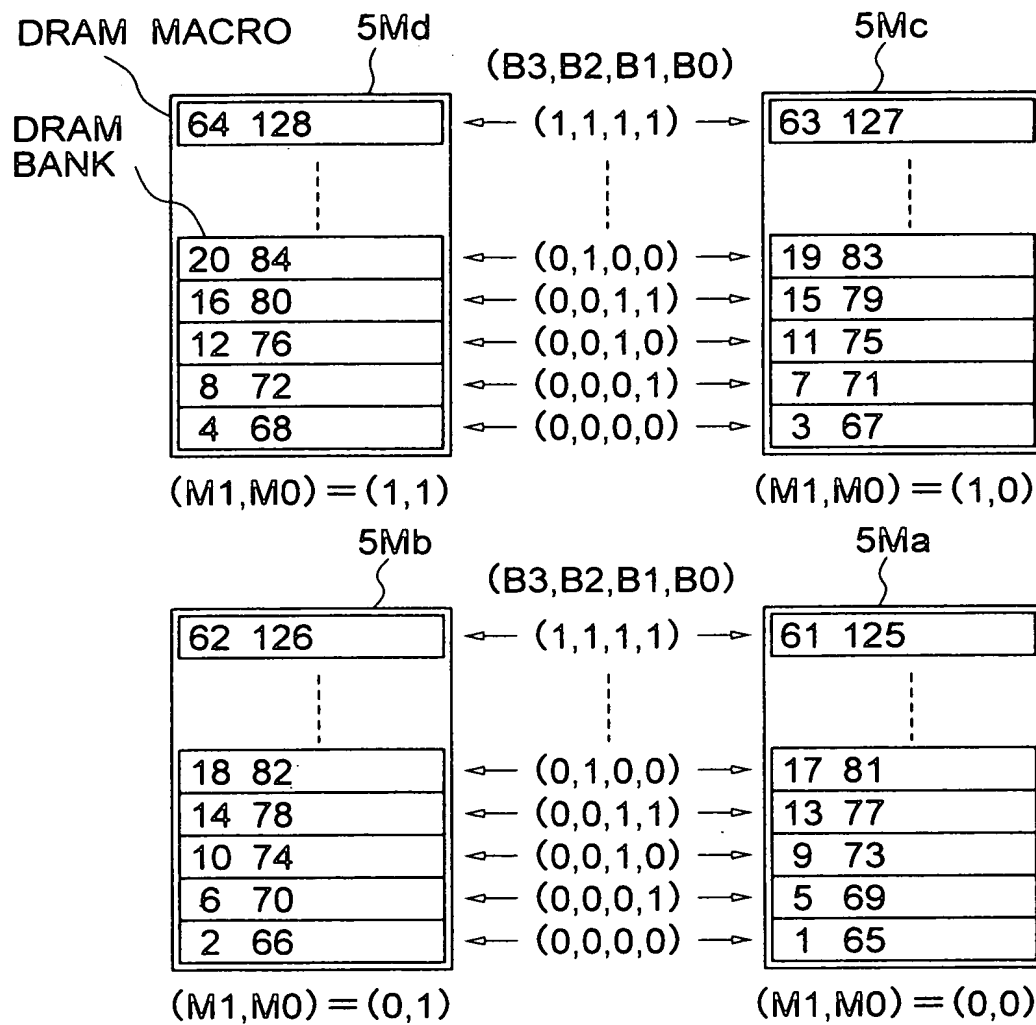 DRAM MACRO 5Md 5Mc
(B3,B2,B1,B0)
64 128 (1,1,1,1) 63 127
DRAM
BANK
20 84 (0,1,0,0) 19 83
16 80 (0,0,1,1) 15 79
12 76 (0,0,1,0) 11 75
8 72 (0,0,0,1) 7 71
4 68 (0,0,0,0) 3 67
(M1,M0)=(1,1) (M1,M0)=(1,0)
5Mb 5Ma
(B3,B2,B1,B0)
62 126 (1,1,1,1) 61 125
18 82 (0,1,0,0) 17 81
14 78 (0,0,1,1) 13 77
10 74 (0,0,1,0) 9 73
6 70 (0,0,0,1) 5 69
2 66 (0,0,0,0) 1 65
(M1,M0)=(0,1) (M1,M0)=(0,0)